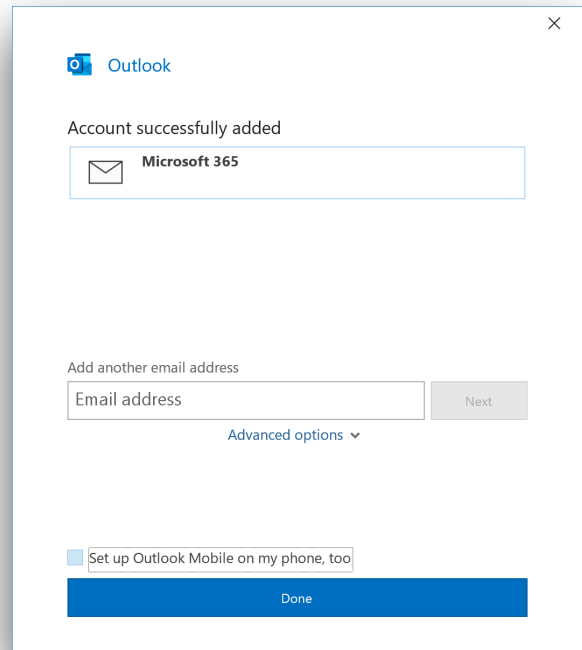 Outlook
Account successfully added
Microsoft 365
Add another email address
Email address
Next
Advanced options
Set up Outlook Mobile on my phone, too
Done